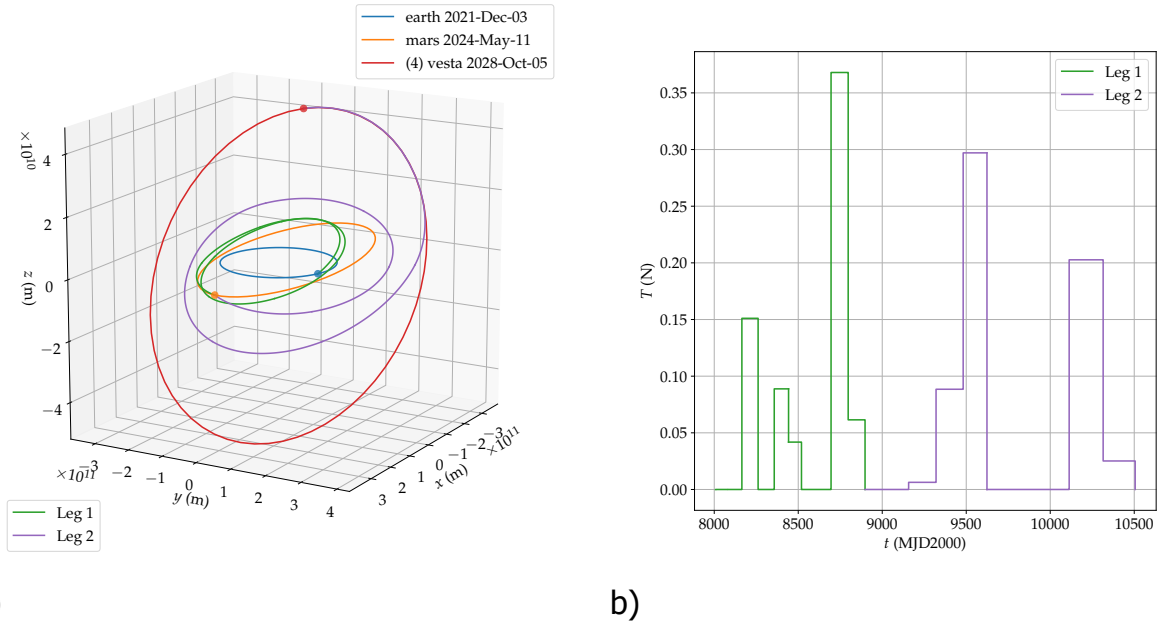 earth 2021-Dec-03
mars 2024-May-11
(4) vesta 2028-Oct-05
×10¹⁰
4
2
0
−2
−4
z (m)
×10¹¹
−3
−2
−1
0
1
2
3
4
y (m)
3
2
1
0
−1
−2
−3
×10¹¹
x (m)
Leg 1
Leg 2
Leg 1
Leg 2
0.35
0.30
0.25
0.20
0.15
0.10
0.05
0.00
T (N)
8000 8500 9000 9500 10000 10500
t (MJD2000)
b)